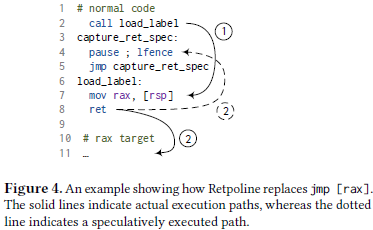 1 # normal code
2 call load_label
3 capture_ret_spec:
4 pause ; lfence
5 jmp capture_ret_spec
6 load_label:
7 mov rax, [rsp]
8 ret
9
10 # rax target
11 …
1
2
2
Figure 4. An example showing how Retpoline replaces jmp [rax].
The solid lines indicate actual execution paths, whereas the dotted
line indicates a speculatively executed path.